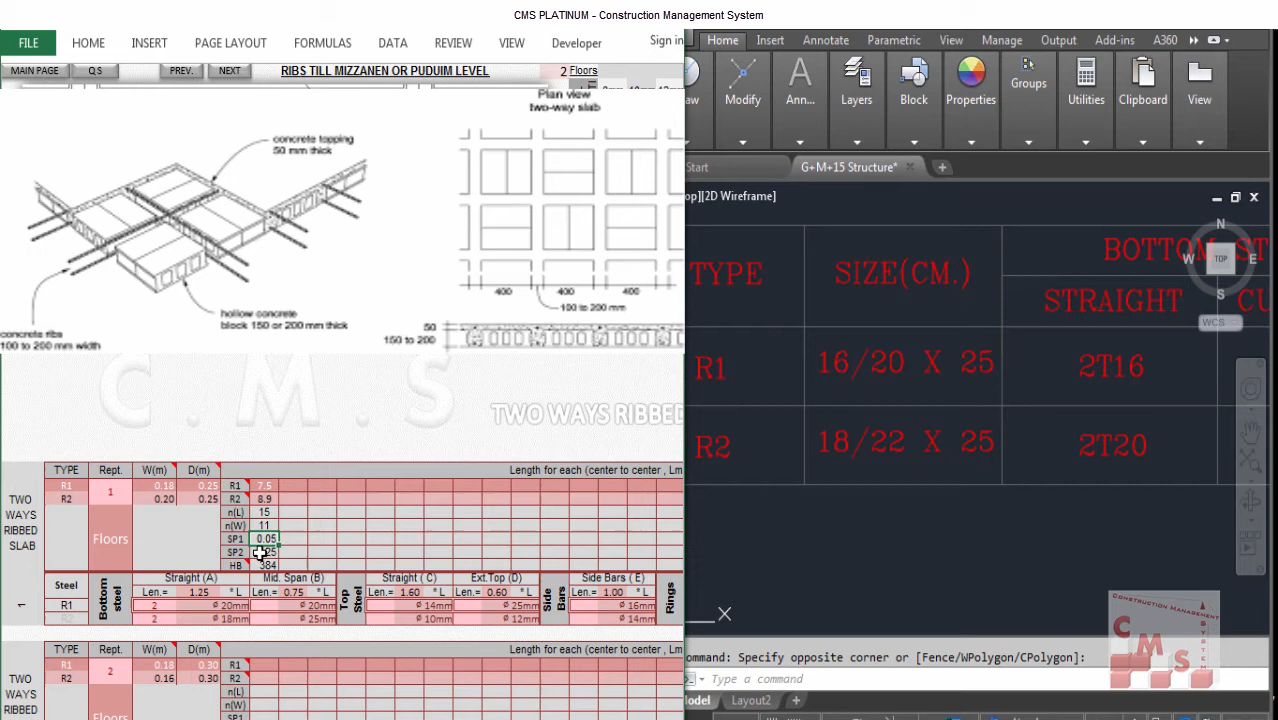 CMS PLATINUM - Construction Management System
FILE HOME INSERT PAGE LAYOUT FORMULAS DATA REVIEW VIEW Developer Sign in
MAIN PAGE Q S PREV. NEXT RIBS TILL MIZZANEN OR PUDUIM LEVEL 2 Floors
Plan view
two-way slab
concrete topping
50 mm thick
hollow concrete
block 150 or 200 mm thick
concrete ribs
100 to 200 mm width
400 400 400
100 to 200 mm
50
150 to 200
C. M. S
TWO WAYS RIBBED
TYPE Rept. W(m) D(m) Length for each (center to center , Lm
R1 1 0.18 0.25 R1 7.5
R2 0.20 0.25 R2 8.9
n(L) 15
n(W) 11
SP1 0.05
SP2
HB 384
TWO WAYS RIBBED SLAB
Floors
1
Steel Bottom steel Straight (A) Mid. Span (B) Top Steel Straight ( C) Ext.Top (D) Side Bars Side Bars ( E ) Rings
Len.= 1.25 * L Len.= 0.75 * L Len.= 1.60 * L Len.= 0.60 * L Len.= 1.00 * L
R1 2 Ø 20mm Ø 20mm Ø 14mm Ø 25mm Ø 16mm
R2 2 Ø 18mm Ø 25mm Ø 10mm Ø 12mm Ø 14mm
TYPE Rept. W(m) D(m) Length for each (center to center , Lm
R1 2 0.18 0.30 R1
R2 0.16 0.30 R2
n(L)
n(W)
SP1
TWO WAYS RIBBED
Floors
Home Insert Annotate Parametric View Manage Output Add-ins A360
Modify Ann... Layers Block Properties Groups Utilities Clipboard View
Start G+M+15 Structure*
[2D Wireframe]
N
W TOP E
S
WCS
TYPE SIZE(CM.) BOTTOM
STRAIGHT
R1 16/20 X 25 2T16
R2 18/22 X 25 2T20
X
Construction Management
SYSTEM
C M S
Command: Specify opposite corner or [Fence/WPolygon/CPolygon]:
Type a command
Model Layout2